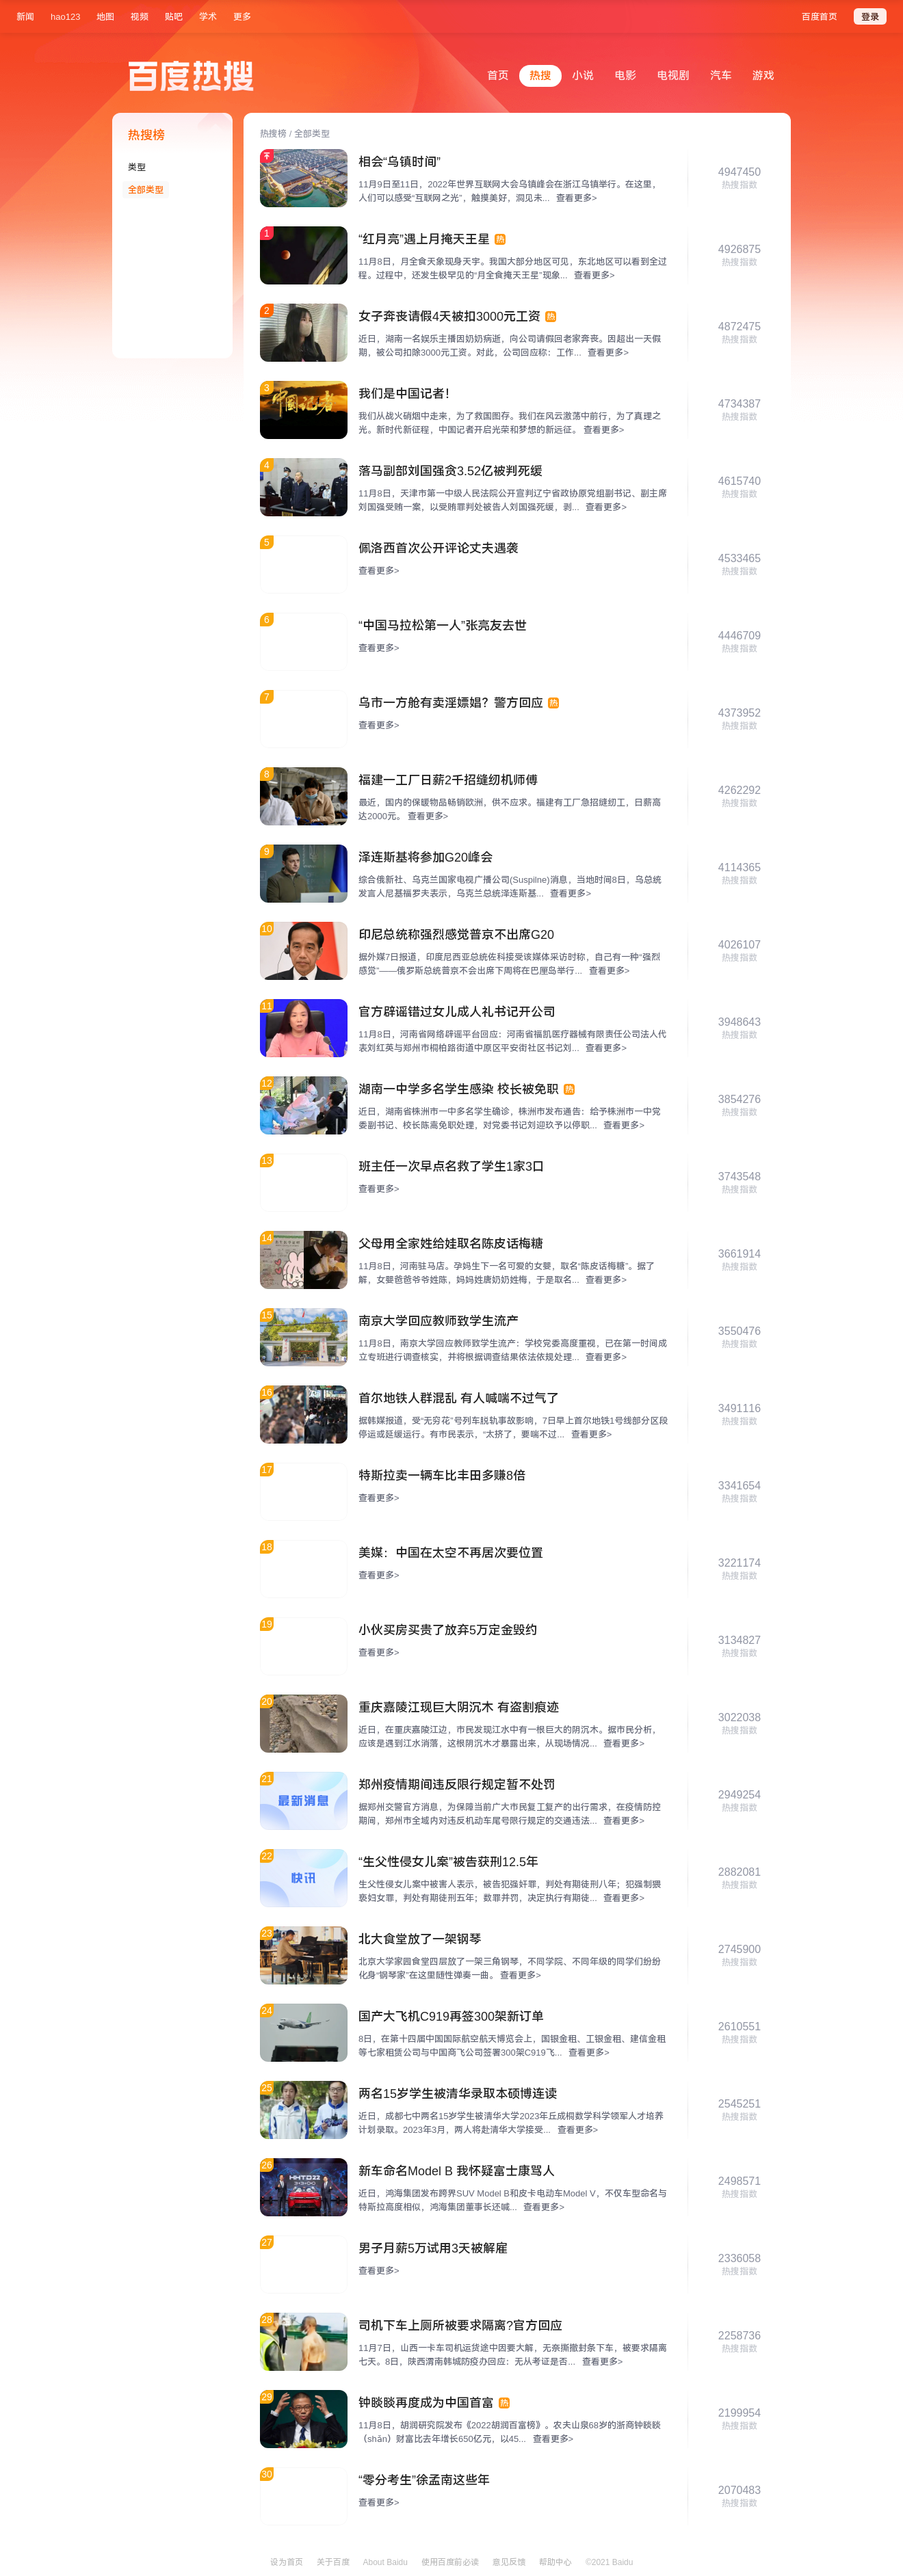 新闻 hao123 地图 视频 贴吧 学术 更多 百度首页 登录
百度热搜
首页 热搜 小说 电影 电视剧 汽车 游戏
热搜榜
类型
全部类型
热搜榜 / 全部类型
相会“乌镇时间”
11月9日至11日，2022年世界互联网大会乌镇峰会在浙江乌镇举行。在这里，
人们可以感受“互联网之光”，触摸美好，洞见未... 查看更多>
4947450
热搜指数
1
“红月亮”遇上月掩天王星 热
11月8日，月全食天象现身天宇。我国大部分地区可见，东北地区可以看到全过
程。过程中，还发生极罕见的“月全食掩天王星”现象... 查看更多>
4926875
热搜指数
2
女子奔丧请假4天被扣3000元工资 热
近日，湖南一名娱乐主播因奶奶病逝，向公司请假回老家奔丧。因超出一天假
期，被公司扣除3000元工资。对此，公司回应称：工作... 查看更多>
4872475
热搜指数
3
中国记者
我们是中国记者！
我们从战火硝烟中走来，为了救国图存。我们在风云激荡中前行，为了真理之
光。新时代新征程，中国记者开启光荣和梦想的新远征。 查看更多>
4734387
热搜指数
4
落马副部刘国强贪3.52亿被判死缓
11月8日，天津市第一中级人民法院公开宣判辽宁省政协原党组副书记、副主席
刘国强受贿一案，以受贿罪判处被告人刘国强死缓，剥... 查看更多>
4615740
热搜指数
5
佩洛西首次公开评论丈夫遇袭
查看更多>
4533465
热搜指数
6
“中国马拉松第一人”张亮友去世
查看更多>
4446709
热搜指数
7
乌市一方舱有卖淫嫖娼？警方回应 热
查看更多>
4373952
热搜指数
8
福建一工厂日薪2千招缝纫机师傅
最近，国内的保暖物品畅销欧洲，供不应求。福建有工厂急招缝纫工，日薪高
达2000元。 查看更多>
4262292
热搜指数
9
泽连斯基将参加G20峰会
综合俄新社、乌克兰国家电视广播公司(Suspilne)消息，当地时间8日，乌总统
发言人尼基福罗夫表示，乌克兰总统泽连斯基... 查看更多>
4114365
热搜指数
10
印尼总统称强烈感觉普京不出席G20
据外媒7日报道，印度尼西亚总统佐科接受该媒体采访时称，自己有一种“强烈
感觉”——俄罗斯总统普京不会出席下周将在巴厘岛举行... 查看更多>
4026107
热搜指数
11
官方辟谣错过女儿成人礼书记开公司
11月8日，河南省网络辟谣平台回应：河南省福凯医疗器械有限责任公司法人代
表刘红英与郑州市桐柏路街道中原区平安街社区书记刘... 查看更多>
3948643
热搜指数
12
湖南一中学多名学生感染 校长被免职 热
近日，湖南省株洲市一中多名学生确诊，株洲市发布通告：给予株洲市一中党
委副书记、校长陈嵩免职处理，对党委书记刘迎玖予以停职... 查看更多>
3854276
热搜指数
13
班主任一次早点名救了学生1家3口
查看更多>
3743548
热搜指数
14
父母用全家姓给娃取名陈皮话梅糖
11月8日，河南驻马店。孕妈生下一名可爱的女婴，取名“陈皮话梅糖”。据了
解，女婴爸爸爷爷姓陈，妈妈姓唐奶奶姓梅，于是取名... 查看更多>
3661914
热搜指数
15
南京大学回应教师致学生流产
11月8日，南京大学回应教师致学生流产：学校党委高度重视，已在第一时间成
立专班进行调查核实，并将根据调查结果依法依规处理... 查看更多>
3550476
热搜指数
16
首尔地铁人群混乱 有人喊喘不过气了
据韩媒报道，受“无穷花”号列车脱轨事故影响，7日早上首尔地铁1号线部分区段
停运或延缓运行。有市民表示，“太挤了，要喘不过... 查看更多>
3491116
热搜指数
17
特斯拉卖一辆车比丰田多赚8倍
查看更多>
3341654
热搜指数
18
美媒：中国在太空不再居次要位置
查看更多>
3221174
热搜指数
19
小伙买房买贵了放弃5万定金毁约
查看更多>
3134827
热搜指数
20
重庆嘉陵江现巨大阴沉木 有盗割痕迹
近日，在重庆嘉陵江边，市民发现江水中有一根巨大的阴沉木。据市民分析，
应该是遇到江水消落，这根阴沉木才暴露出来，从现场情况... 查看更多>
3022038
热搜指数
21
最新消息
郑州疫情期间违反限行规定暂不处罚
据郑州交警官方消息，为保障当前广大市民复工复产的出行需求，在疫情防控
期间，郑州市全域内对违反机动车尾号限行规定的交通违法... 查看更多>
2949254
热搜指数
22
快讯
“生父性侵女儿案”被告获刑12.5年
生父性侵女儿案中被害人表示，被告犯强奸罪，判处有期徒刑八年；犯强制猥
亵妇女罪，判处有期徒刑五年；数罪并罚，决定执行有期徒... 查看更多>
2882081
热搜指数
23
北大食堂放了一架钢琴
北京大学家园食堂四层放了一架三角钢琴，不同学院、不同年级的同学们纷纷
化身“钢琴家”在这里随性弹奏一曲。 查看更多>
2745900
热搜指数
24
国产大飞机C919再签300架新订单
8日，在第十四届中国国际航空航天博览会上，国银金租、工银金租、建信金租
等七家租赁公司与中国商飞公司签署300架C919飞... 查看更多>
2610551
热搜指数
25
两名15岁学生被清华录取本硕博连读
近日，成都七中两名15岁学生被清华大学2023年丘成桐数学科学领军人才培养
计划录取。2023年3月，两人将赴清华大学接受... 查看更多>
2545251
热搜指数
26
HHTD22
新车命名Model B 我怀疑富士康骂人
近日，鸿海集团发布跨界SUV Model B和皮卡电动车Model V，不仅车型命名与
特斯拉高度相似，鸿海集团董事长还喊... 查看更多>
2498571
热搜指数
27
男子月薪5万试用3天被解雇
查看更多>
2336058
热搜指数
28
司机下车上厕所被要求隔离?官方回应
11月7日，山西一卡车司机运货途中因要大解，无奈撕撤封条下车，被要求隔离
七天。8日，陕西渭南韩城防疫办回应：无从考证是否... 查看更多>
2258736
热搜指数
29
钟睒睒再度成为中国首富 热
11月8日，胡润研究院发布《2022胡润百富榜》。农夫山泉68岁的浙商钟睒睒
（shǎn）财富比去年增长650亿元，以45... 查看更多>
2199954
热搜指数
30
“零分考生”徐孟南这些年
查看更多>
2070483
热搜指数
设为首页 关于百度 About Baidu 使用百度前必读 意见反馈 帮助中心 ©2021 Baidu